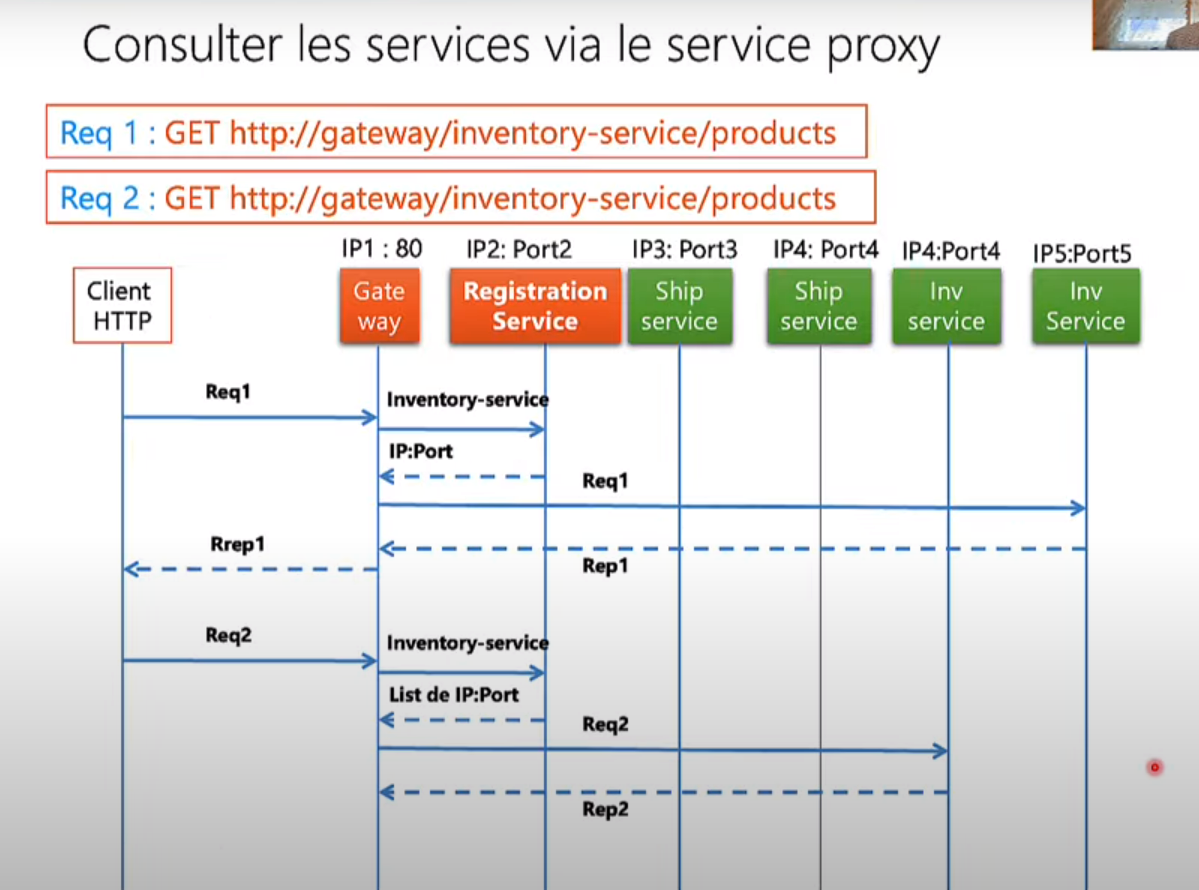 Consulter les services via le service proxy
Req 1 : GET http://gateway/inventory-service/products
Req 2 : GET http://gateway/inventory-service/products
IP1 : 80
IP2: Port2
IP3: Port3
IP4: Port4
IP4:Port4
IP5:Port5
Client
HTTP
Gate
way
Registration
Service
Ship
service
Ship
service
Inv
service
Inv
Service
Req1
Inventory-service
IP:Port
Req1
Rrep1
Rep1
Req2
Inventory-service
List de IP:Port
Req2
Rep2